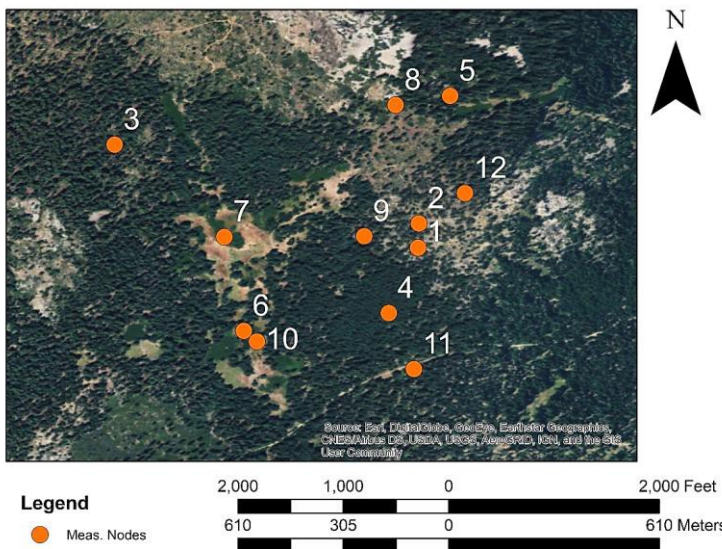 N
5
8
3
12
2
9
7
1
4
6
10
11
Source: Esri, DigitalGlobe, GeoEye, Earthstar Geographics,
CNES/Airbus DS, USDA, USGS, AeroGRID, IGN, and the GIS
User Community
Legend
Meas. Nodes
2,000 1,000 0 2,000 Feet
610 305 0 610 Meters